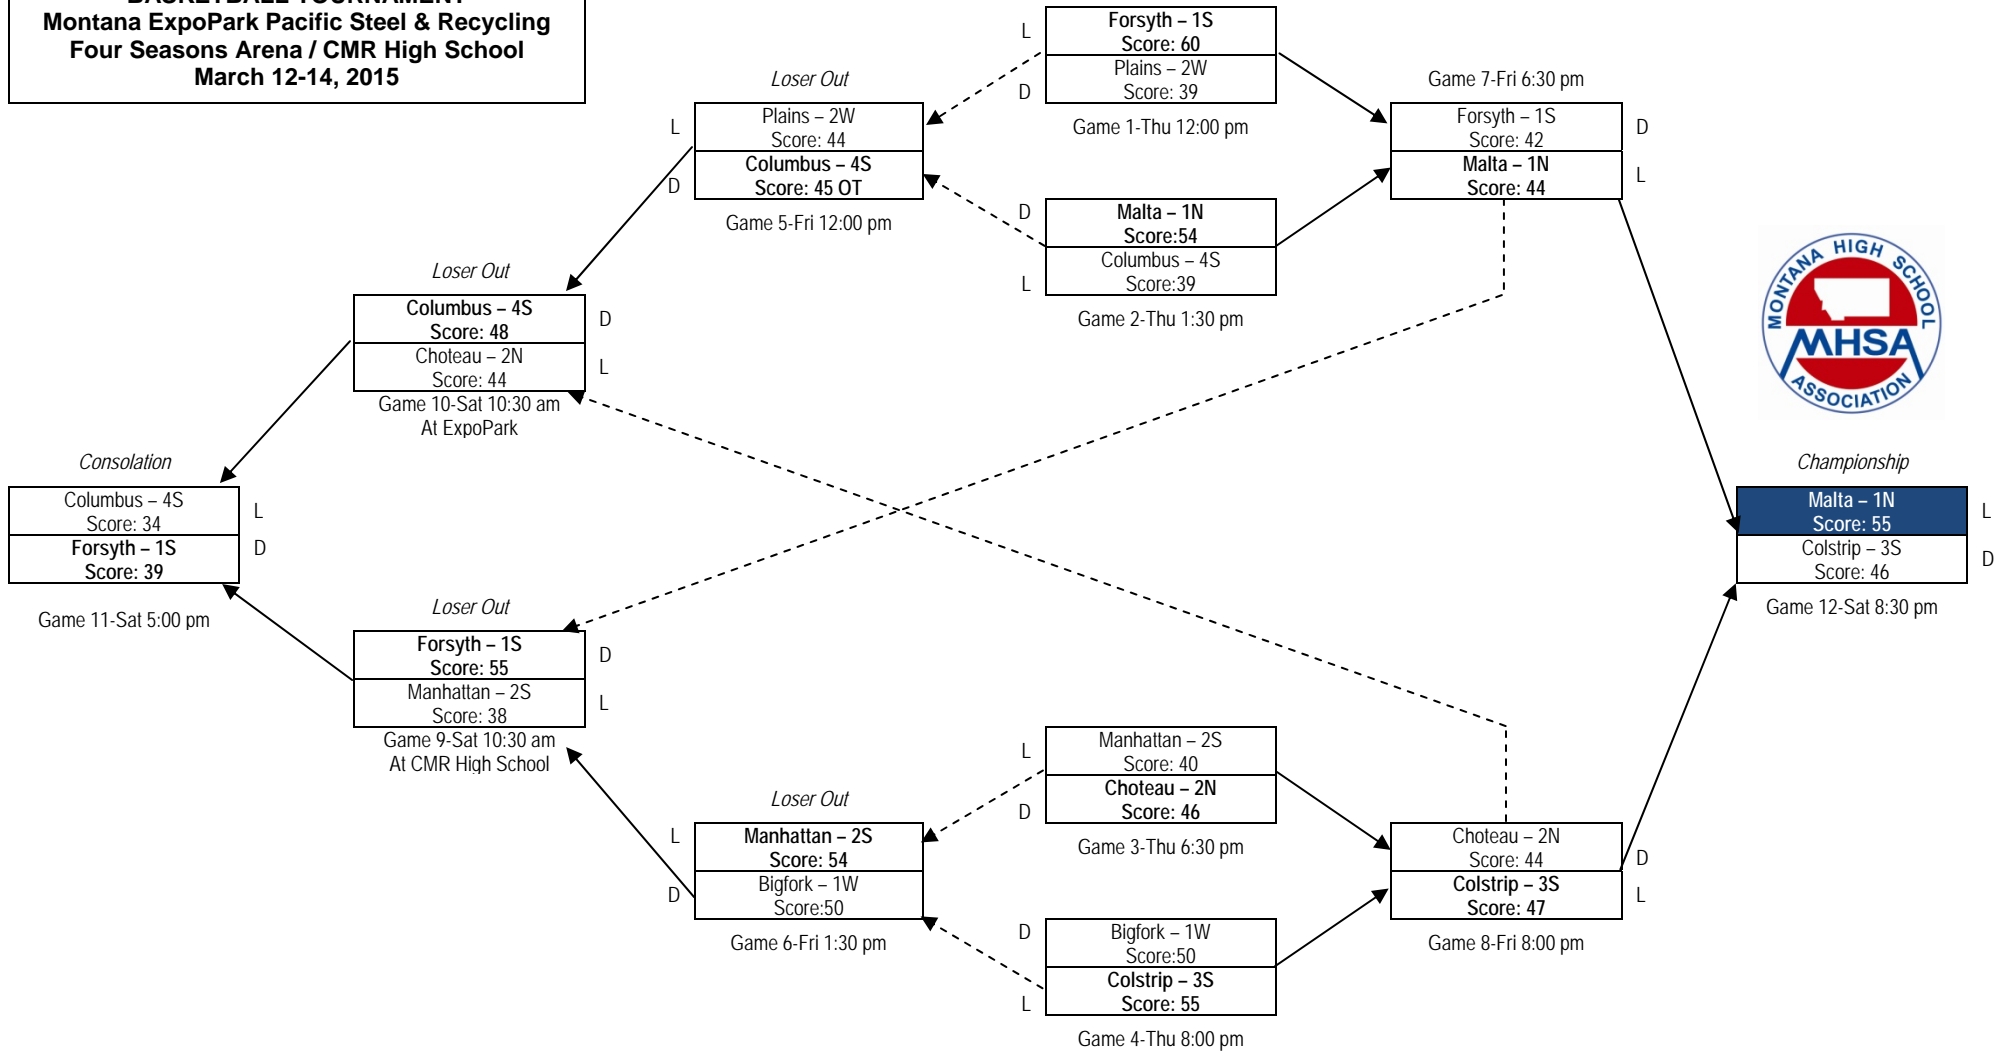 Montana ExpoPark Pacific Steel & Recycling
Four Seasons Arena / CMR High School
March 12-14, 2015
L
Forsyth – 1S
Score: 60
D
Plains – 2W
Score: 39
Game 1-Thu 12:00 pm
Loser Out
L
Plains – 2W
Score: 44
D
Columbus – 4S
Score: 45 OT
Game 5-Fri 12:00 pm
D
Malta – 1N
Score:54
L
Columbus – 4S
Score:39
Game 2-Thu 1:30 pm
Game 7-Fri 6:30 pm
Forsyth – 1S
Score: 42
D
Malta – 1N
Score: 44
L
MONTANA HIGH SCHOOL
MHSA
ASSOCIATION
Loser Out
Columbus – 4S
Score: 48
D
Choteau – 2N
Score: 44
L
Game 10-Sat 10:30 am
At ExpoPark
Consolation
Columbus – 4S
Score: 34
L
Forsyth – 1S
Score: 39
D
Game 11-Sat 5:00 pm
Championship
Malta – 1N
Score: 55
L
Colstrip – 3S
Score: 46
D
Game 12-Sat 8:30 pm
Loser Out
Forsyth – 1S
Score: 55
D
Manhattan – 2S
Score: 38
L
Game 9-Sat 10:30 am
At CMR High School
Loser Out
L
Manhattan – 2S
Score: 54
D
Bigfork – 1W
Score:50
Game 6-Fri 1:30 pm
L
Manhattan – 2S
Score: 40
D
Choteau – 2N
Score: 46
Game 3-Thu 6:30 pm
D
Bigfork – 1W
Score:50
L
Colstrip – 3S
Score: 55
Game 4-Thu 8:00 pm
Choteau – 2N
Score: 44
D
Colstrip – 3S
Score: 47
L
Game 8-Fri 8:00 pm